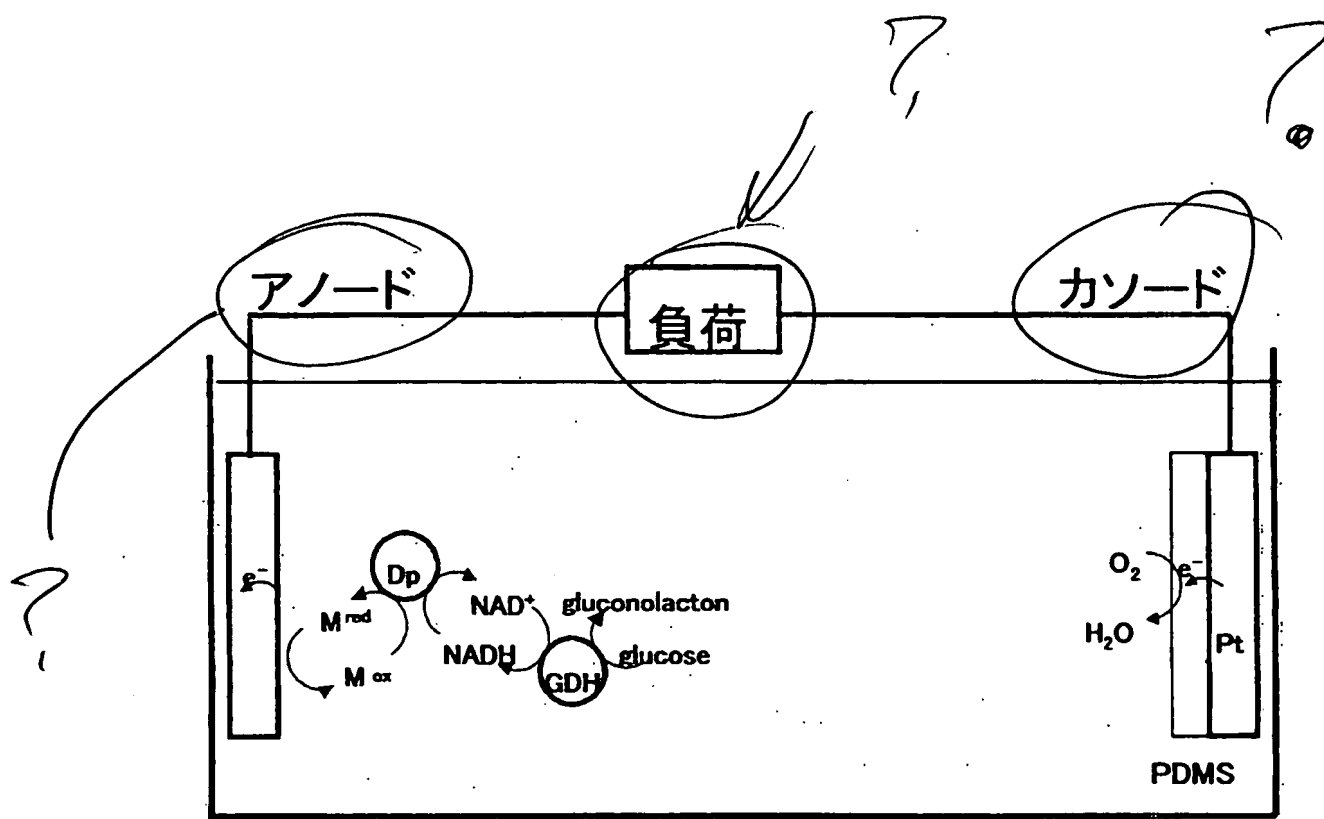 ?
?
アノード
負荷
カソード
?
e⁻
Dp
M red
M ox
NAD⁺
NADH
gluconolacton
glucose
GDH
O₂
e⁻
H₂O
Pt
PDMS